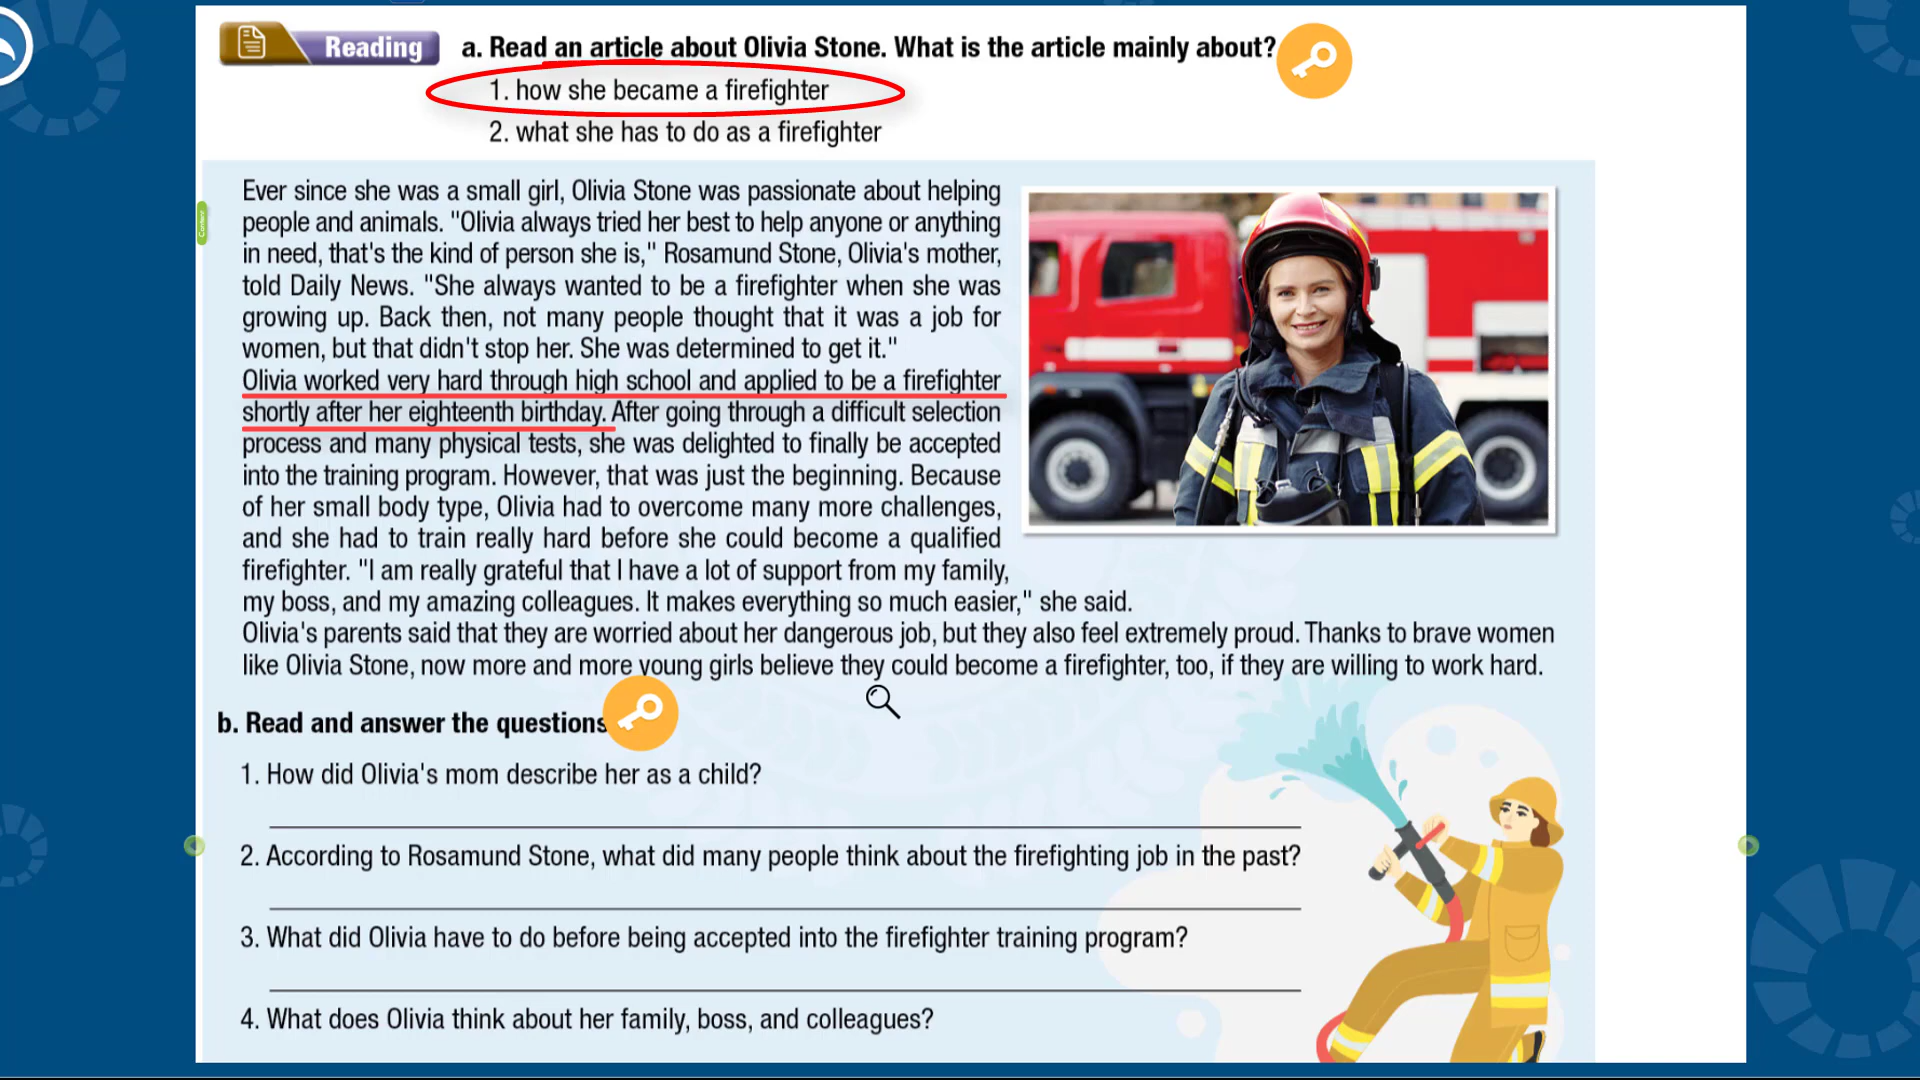 Reading
a. Read an article about Olivia Stone. What is the article mainly about?
1. how she became a firefighter
2. what she has to do as a firefighter
Content
Ever since she was a small girl, Olivia Stone was passionate about helping
people and animals. "Olivia always tried her best to help anyone or anything
in need, that's the kind of person she is," Rosamund Stone, Olivia's mother,
told Daily News. "She always wanted to be a firefighter when she was
growing up. Back then, not many people thought that it was a job for
women, but that didn't stop her. She was determined to get it."
Olivia worked very hard through high school and applied to be a firefighter
shortly after her eighteenth birthday. After going through a difficult selection
process and many physical tests, she was delighted to finally be accepted
into the training program. However, that was just the beginning. Because
of her small body type, Olivia had to overcome many more challenges,
and she had to train really hard before she could become a qualified
firefighter. "I am really grateful that I have a lot of support from my family,
my boss, and my amazing colleagues. It makes everything so much easier," she said.
Olivia's parents said that they are worried about her dangerous job, but they also feel extremely proud. Thanks to brave women
like Olivia Stone, now more and more young girls believe they could become a firefighter, too, if they are willing to work hard.
b. Read and answer the questions
1. How did Olivia's mom describe her as a child?
2. According to Rosamund Stone, what did many people think about the firefighting job in the past?
3. What did Olivia have to do before being accepted into the firefighter training program?
4. What does Olivia think about her family, boss, and colleagues?